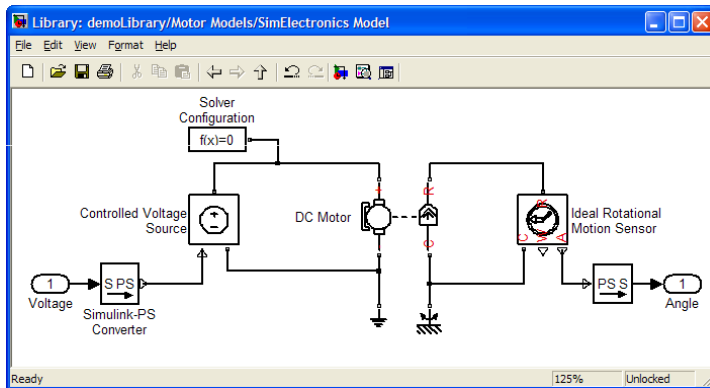 Library: demoLibrary/Motor Models/SimElectronics Model
File Edit View Format Help
Solver
Configuration
f(x)=0
+
R
Controlled Voltage
Source
DC Motor
C
C W R A
Ideal Rotational
Motion Sensor
1
Voltage
S PS
Simulink-PS
Converter
PS S
1
Angle
Ready
125%
Unlocked